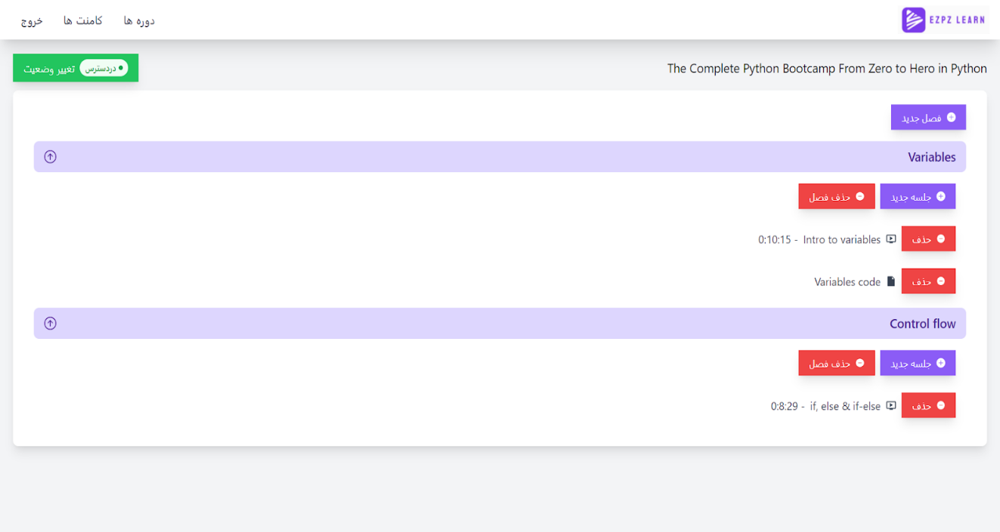 EZPZ LEARN
دوره ها
کامنت ها
خروج
The Complete Python Bootcamp From Zero to Hero in Python
دردسترس تغییر وضعیت
فصل جدید
Variables
جلسه جدید
حذف فصل
حذف
Intro to variables - 0:10:15
حذف
Variables code
Control flow
جلسه جدید
حذف فصل
حذف
if, else & if-else - 0:8:29